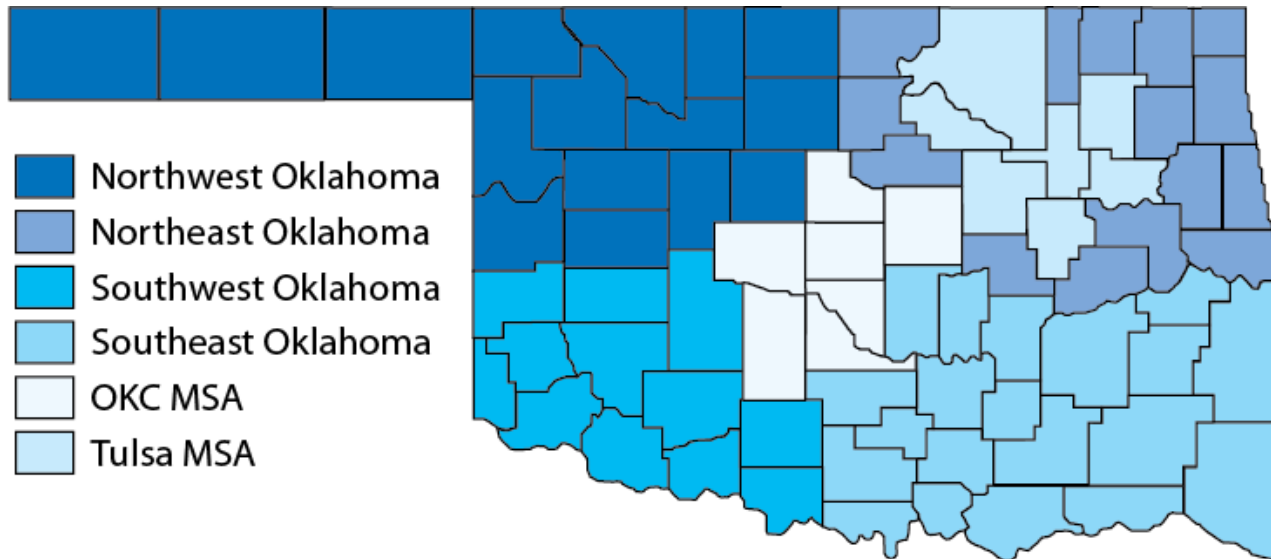 Northwest Oklahoma
Northeast Oklahoma
Southwest Oklahoma
Southeast Oklahoma
OKC MSA
Tulsa MSA